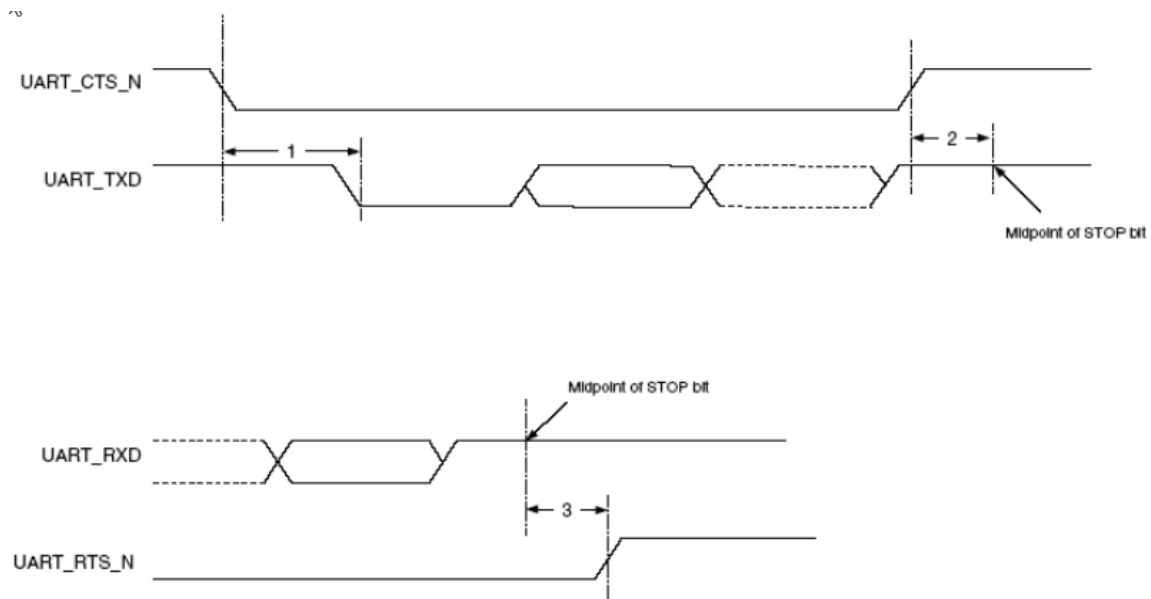 UART_CTS_N
1
2
UART_TXD
Midpoint of STOP bit
Midpoint of STOP bit
UART_RXD
3
UART_RTS_N